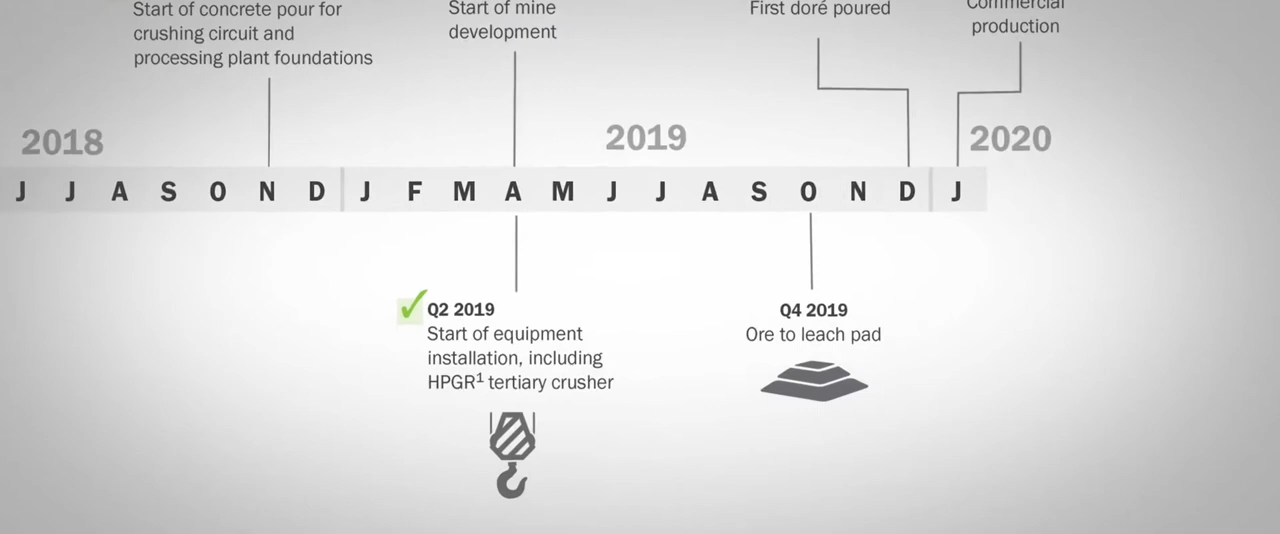 Start of concrete pour for
crushing circuit and
processing plant foundations
Start of mine
development
First doré poured
Commercial
production
2018
2019
2020
J J A S O N D J F M A M J J A S O N D J
✓ Q2 2019
Start of equipment
installation, including
HPGR¹ tertiary crusher
Q4 2019
Ore to leach pad